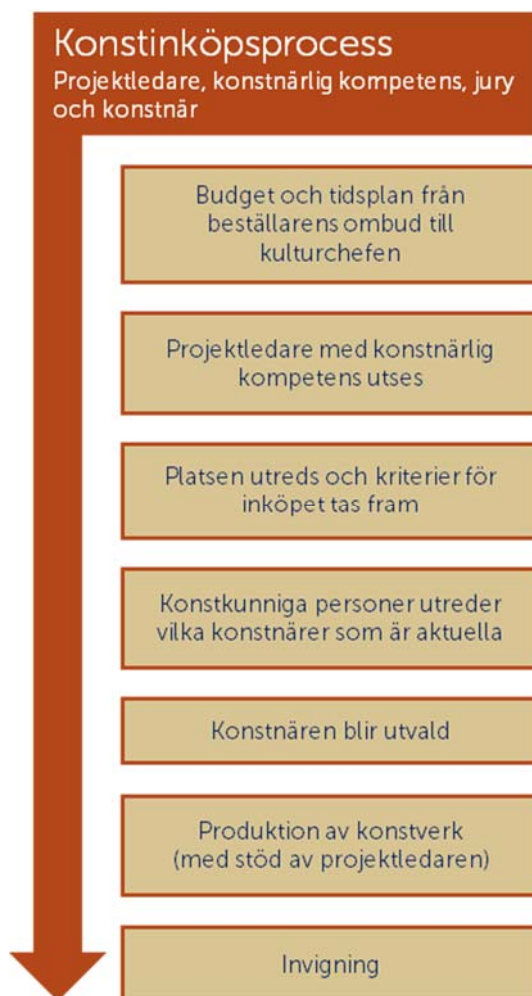 Konstinköpsprocess
Projektledare, konstnärlig kompetens, jury
och konstnär
Budget och tidsplan från
beställarens ombud till
kulturchefen
Projektledare med konstnärlig
kompetens utses
Platsen utreds och kriterier för
inköpet tas fram
Konstkunniga personer utreder
vilka konstnärer som är aktuella
Konstnären blir utvald
Produktion av konstverk
(med stöd av projektledaren)
Invigning